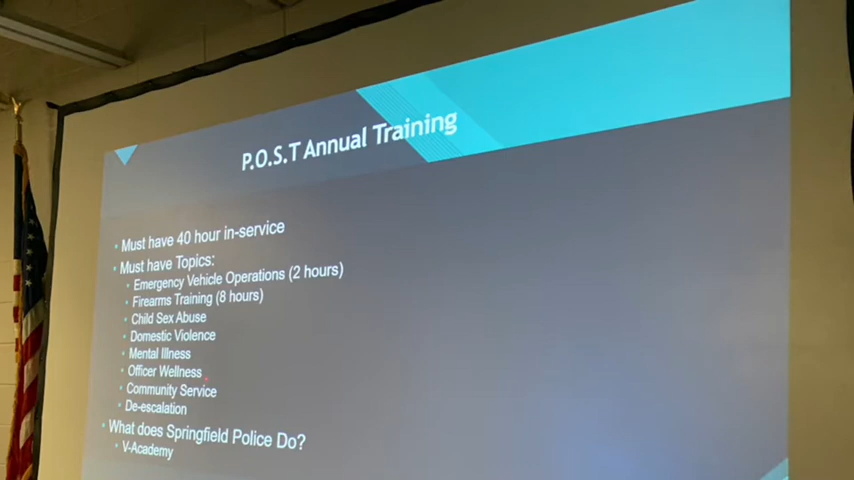 P.O.S.T Annual Training
• Must have 40 hour in-service
• Must have Topics:
• Emergency Vehicle Operations (2 hours)
• Firearms Training (8 hours)
• Child Sex Abuse
• Domestic Violence
• Mental Illness
• Officer Wellness
• Community Service
• De-escalation
• What does Springfield Police Do?
• V-Academy